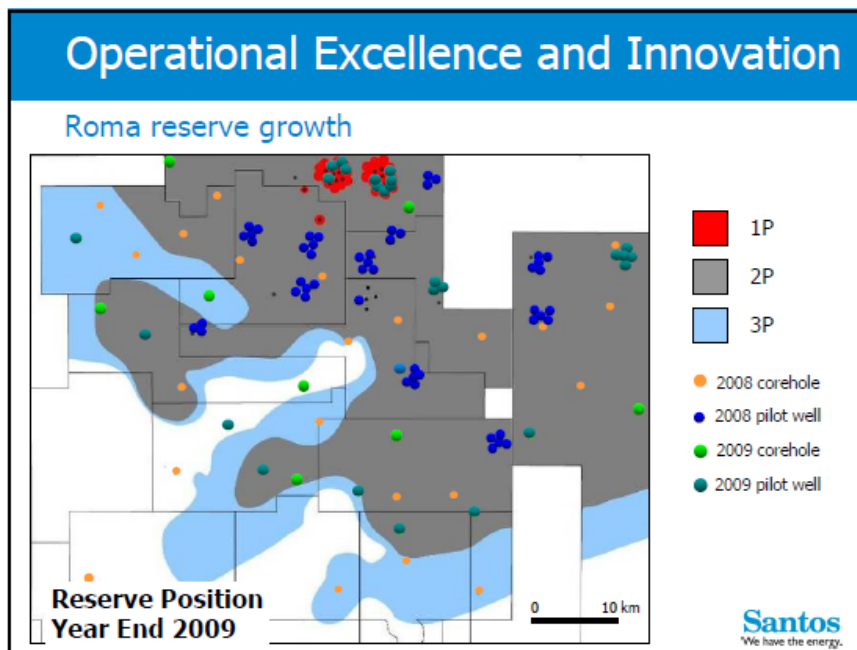 Operational Excellence and Innovation
Roma reserve growth
1P
2P
3P
2008 corehole
2008 pilot well
2009 corehole
2009 pilot well
Reserve Position
Year End 2009
0 10 km
Santos
We have the energy.